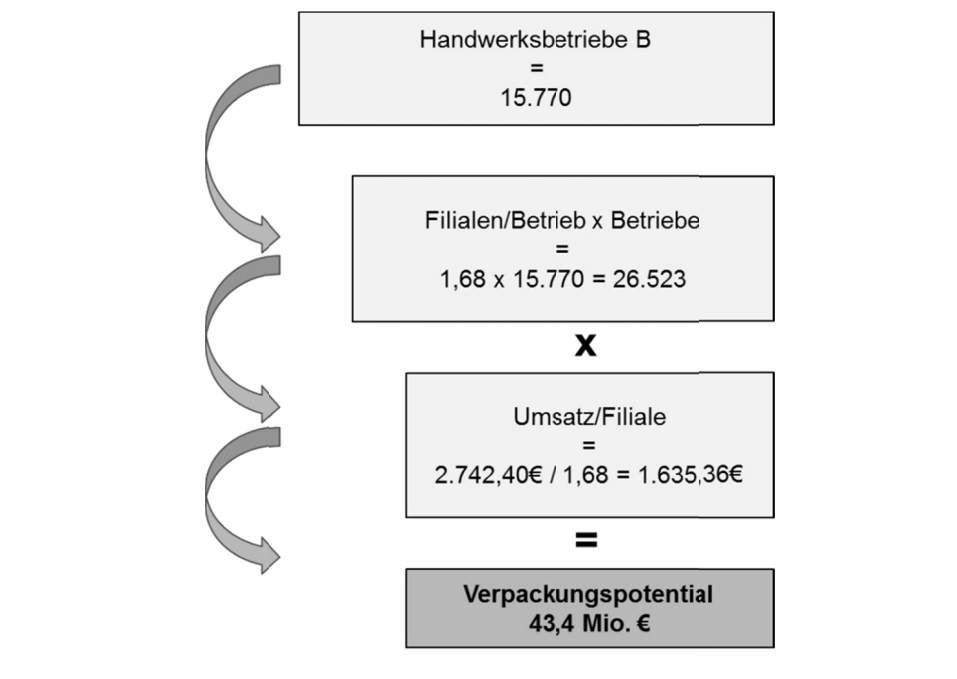 Handwerksbetriebe B
=
15.770
Filialen/Betrieb x Betriebe
=
1,68 x 15.770 = 26.523
x
Umsatz/Filiale
=
2.742,40€ / 1,68 = 1.635,36€
=
Verpackungspotential
43,4 Mio. €